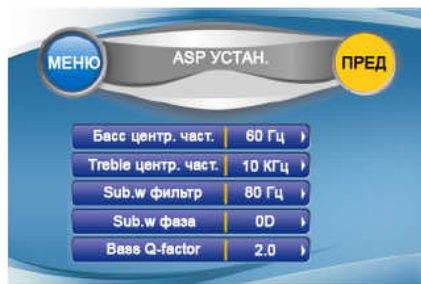 МЕНЮ
ASP УСТАН.
ПРЕД
Басс центр. част. 60 Гц
Treble центр. част. 10 КГц
Sub.w фильтр 80 Гц
Sub.w фаза 0D
Bass Q-factor 2.0